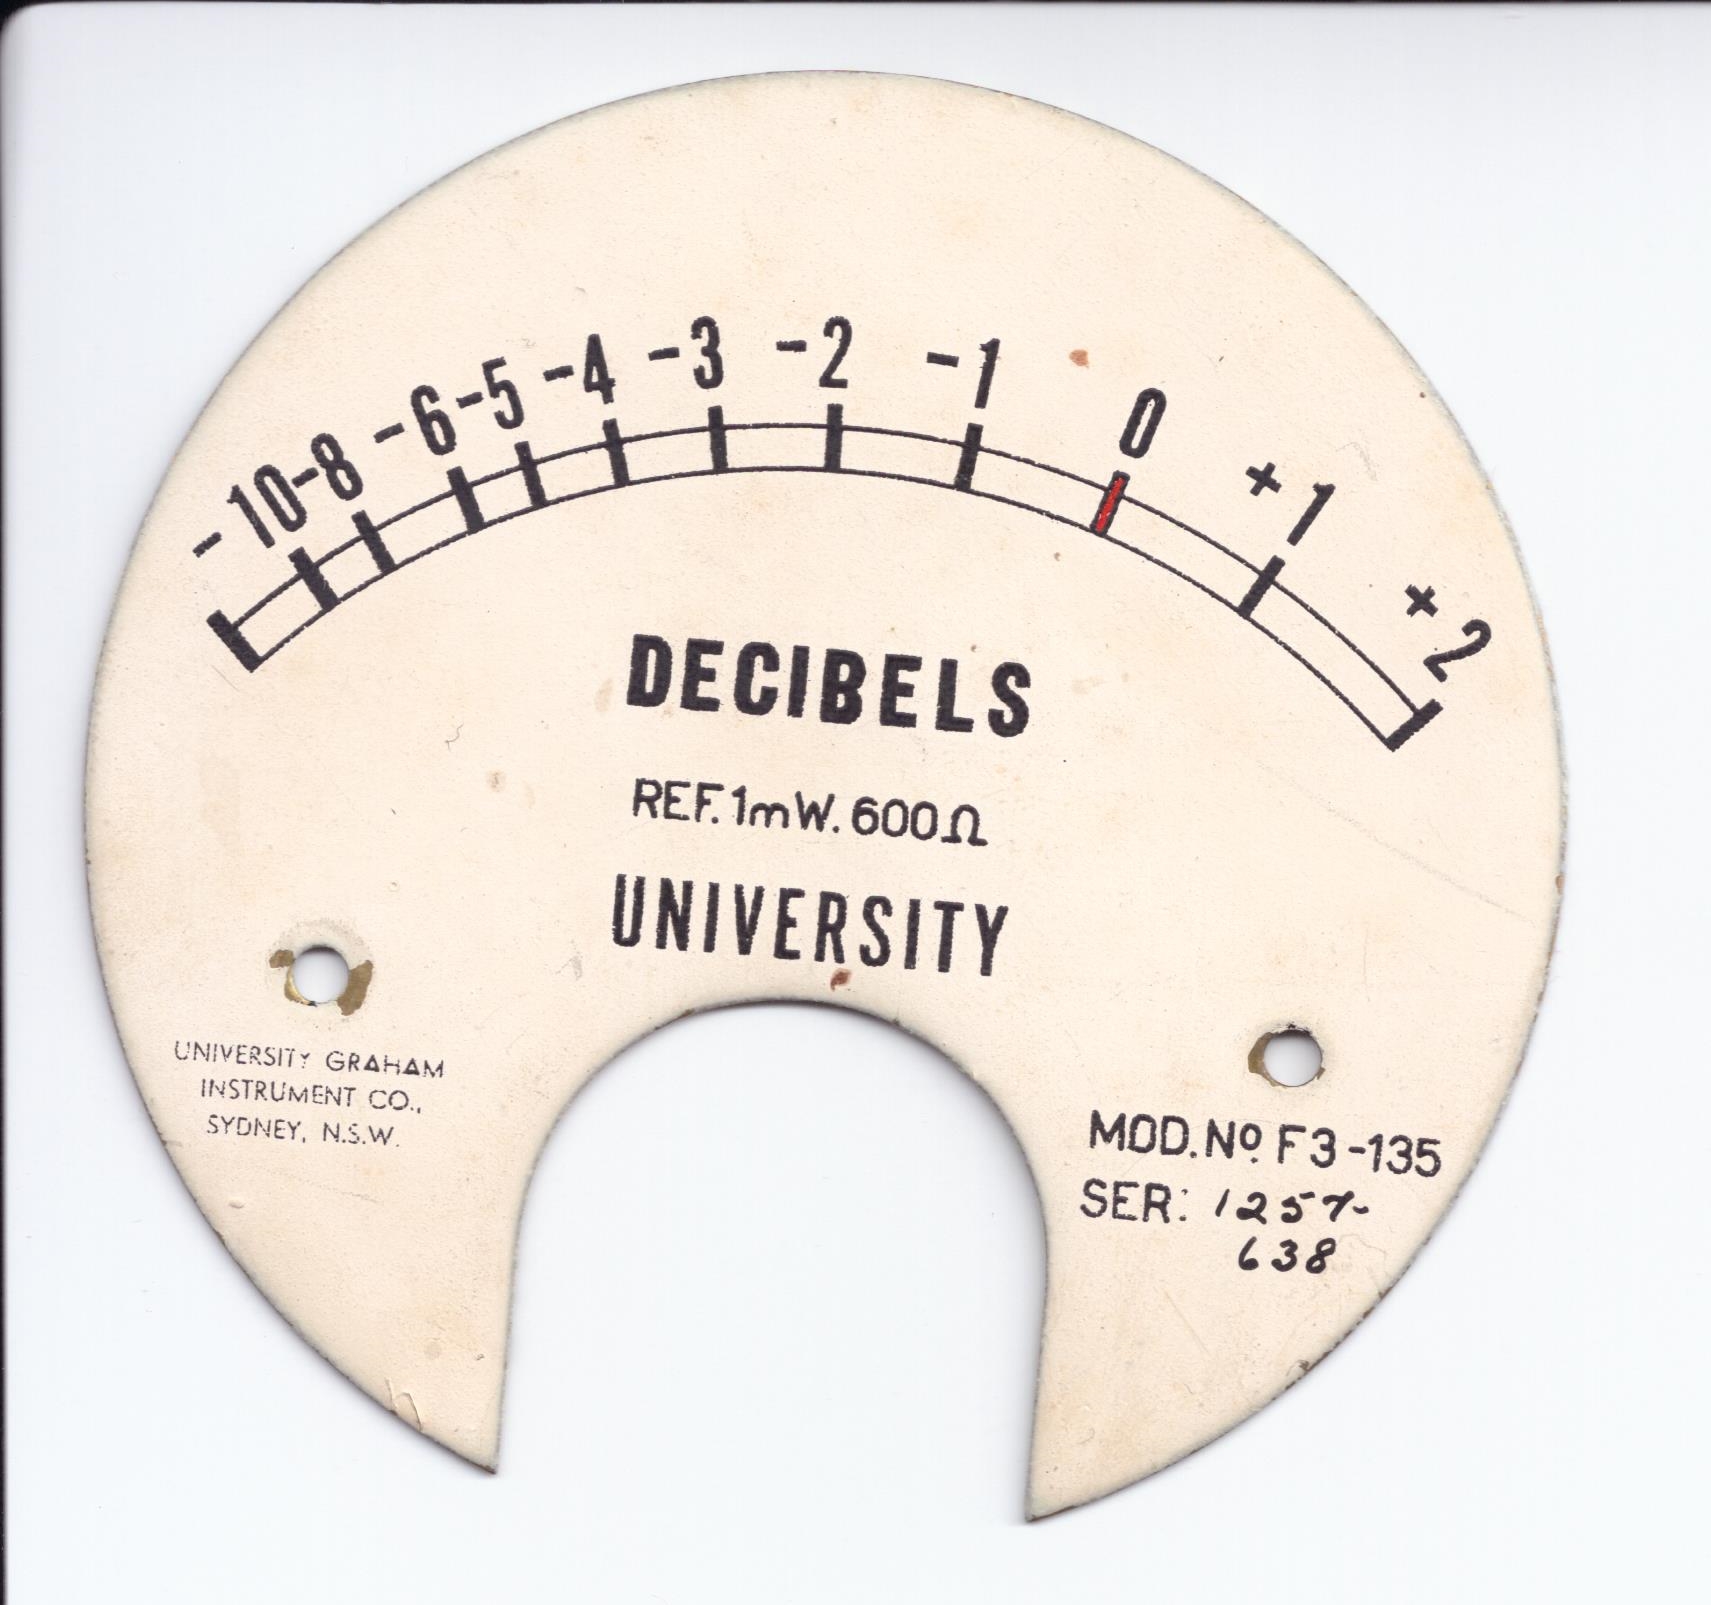 -10 -8 -6 -5 -4 -3 -2 -1 0 +1 +2
DECIBELS
REF. 1mW. 600Ω
UNIVERSITY
UNIVERSITY GRAHAM
INSTRUMENT CO.,
SYDNEY, N.S.W.
MOD. Nº F3-135
SER: 1257-
638